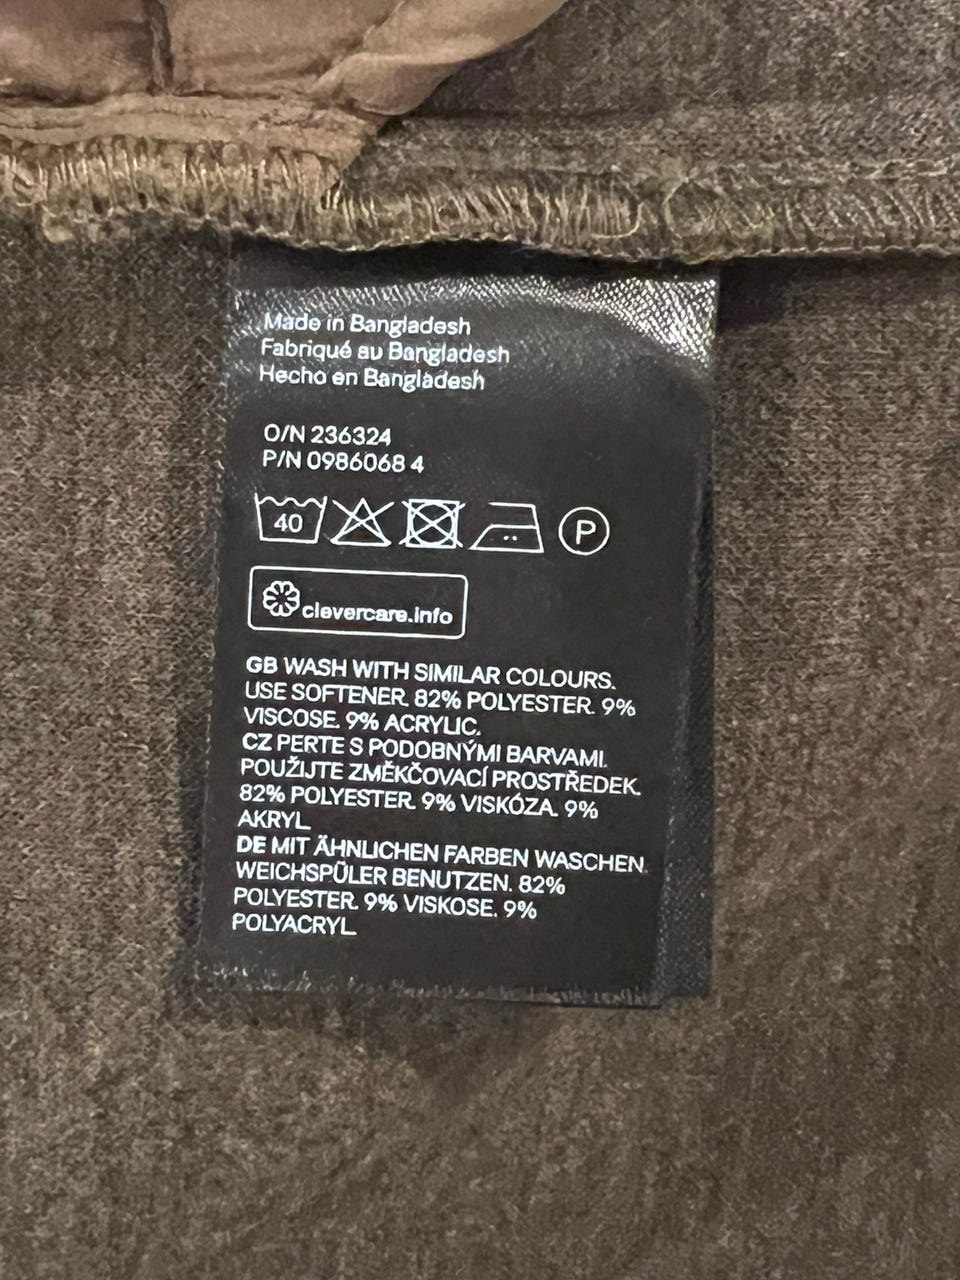 Made in Bangladesh
Fabriqué au Bangladesh
Hecho en Bangladesh
O/N 236324
P/N 0986068 4
40 P
clevercare.info
GB WASH WITH SIMILAR COLOURS.
USE SOFTENER. 82% POLYESTER. 9%
VISCOSE. 9% ACRYLIC.
CZ PERTE S PODOBNÝMI BARVAMI.
POUŽIJTE ZMĚKČOVACÍ PROSTŘEDEK.
82% POLYESTER. 9% VISKÓZA. 9%
AKRYL.
DE MIT ÄHNLICHEN FARBEN WASCHEN.
WEICHSPÜLER BENUTZEN. 82%
POLYESTER. 9% VISKOSE. 9%
POLYACRYL.